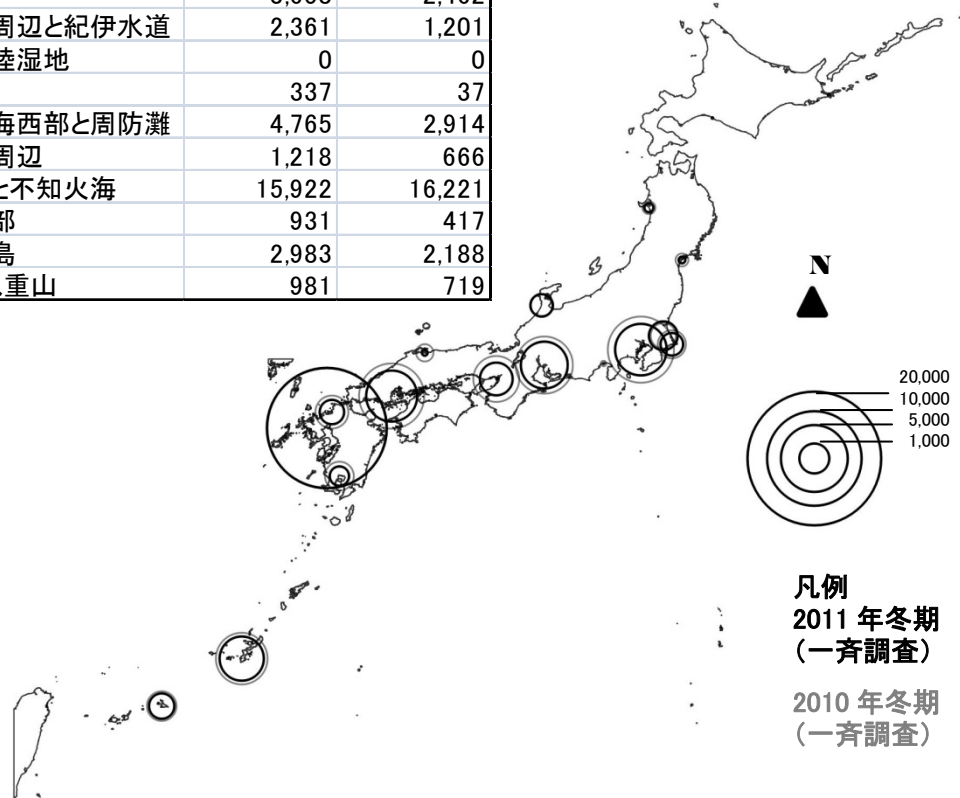 周辺と紀伊水道 2,361 1,201
陸湿地 0 0
337 37
海西部と周防灘 4,765 2,914
周辺 1,218 666
と不知火海 15,922 16,221
部 931 417
島 2,983 2,188
重山 981 719
N
20,000
10,000
5,000
1,000
凡例
2011 年冬期
（一斉調査）
2010 年冬期
（一斉調査）